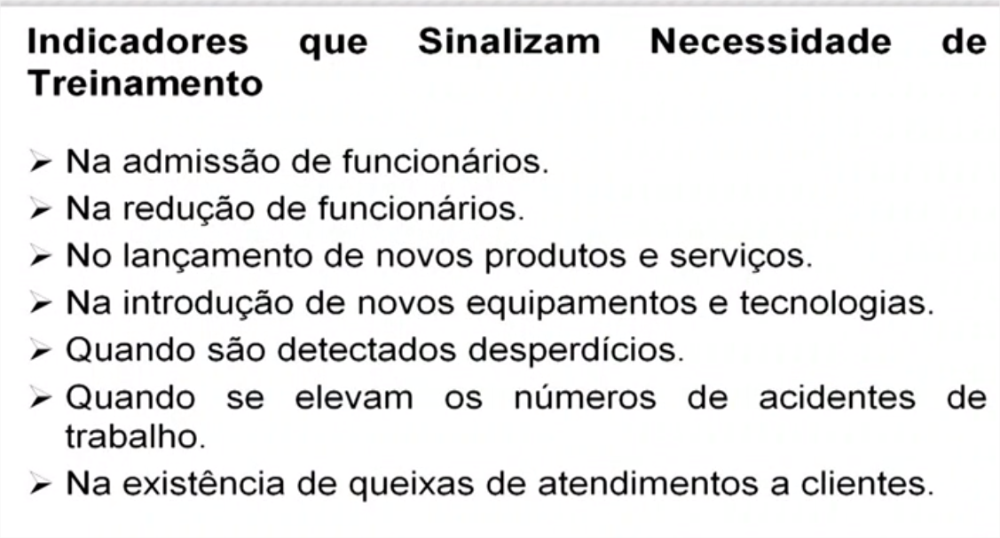 Indicadores que Sinalizam Necessidade de
Treinamento
➢ Na admissão de funcionários.
➢ Na redução de funcionários.
➢ No lançamento de novos produtos e serviços.
➢ Na introdução de novos equipamentos e tecnologias.
➢ Quando são detectados desperdícios.
➢ Quando se elevam os números de acidentes de
trabalho.
➢ Na existência de queixas de atendimentos a clientes.